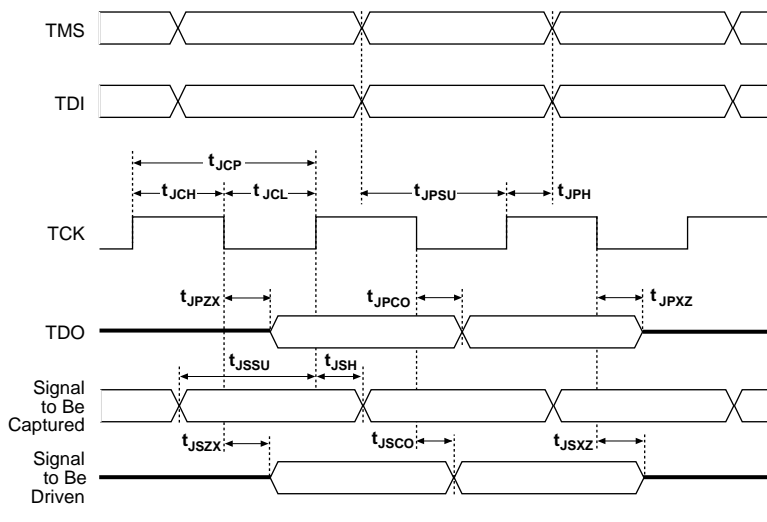 TMS
TDI
tJCP
tJCH
tJCL
tJPSU
tJPH
TCK
tJPZX
tJPCO
tJPXZ
TDO
tJSSU
tJSH
Signal
to Be
Captured
tJSZX
tJSCO
tJSXZ
Signal
to Be
Driven